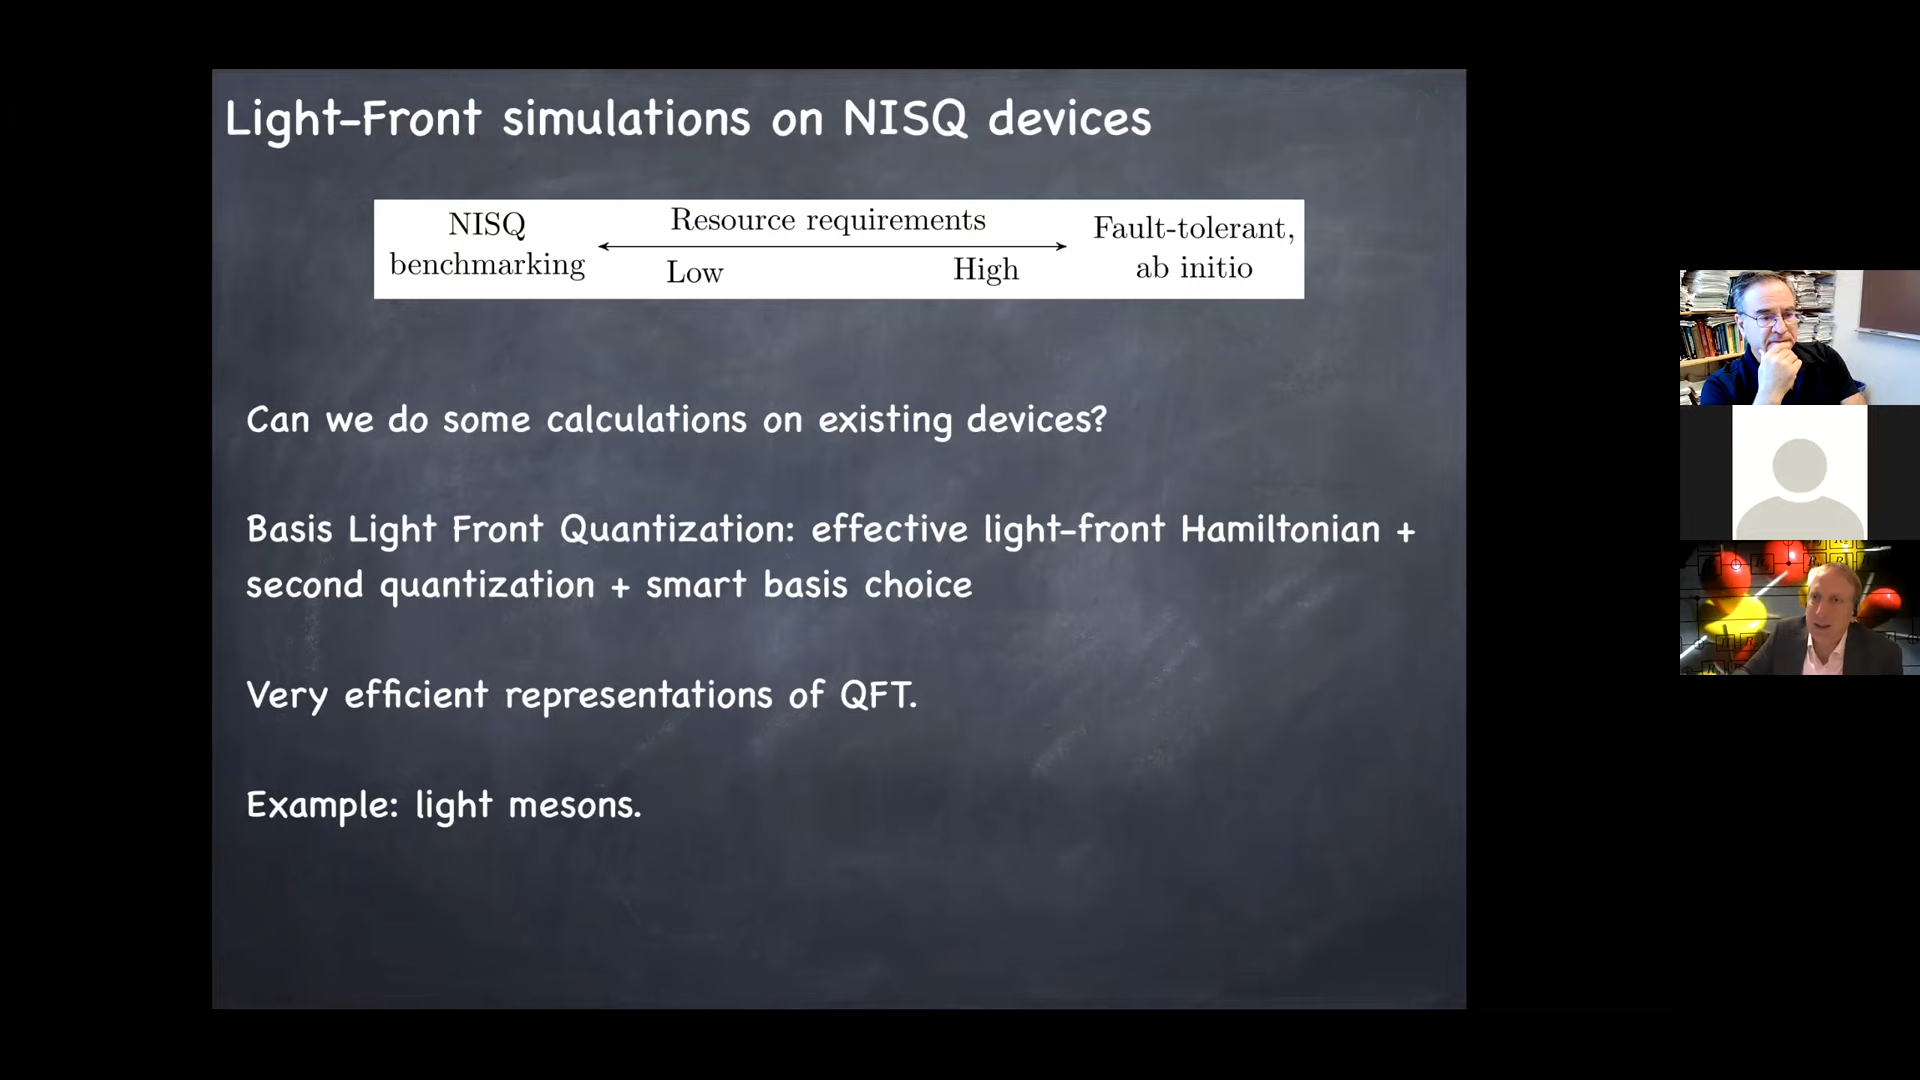 Light-Front simulations on NISQ devices
NISQ
benchmarking
Resource requirements
Low
High
Fault-tolerant,
ab initio
Can we do some calculations on existing devices?
Basis Light Front Quantization: effective light-front Hamiltonian +
second quantization + smart basis choice
Very efficient representations of QFT.
Example: light mesons.